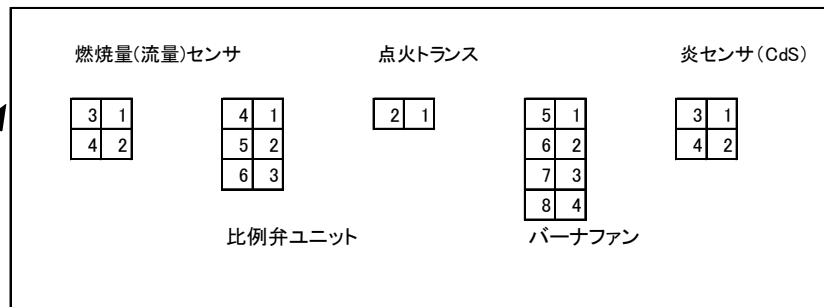 燃焼量(流量)センサ 点火トランス 炎センサ(CdS)
3 1 4 1 2 1 5 1 3 1
4 2 5 2 6 2 4 2
6 3 7 3
8 4
比例弁ユニット バーナファン